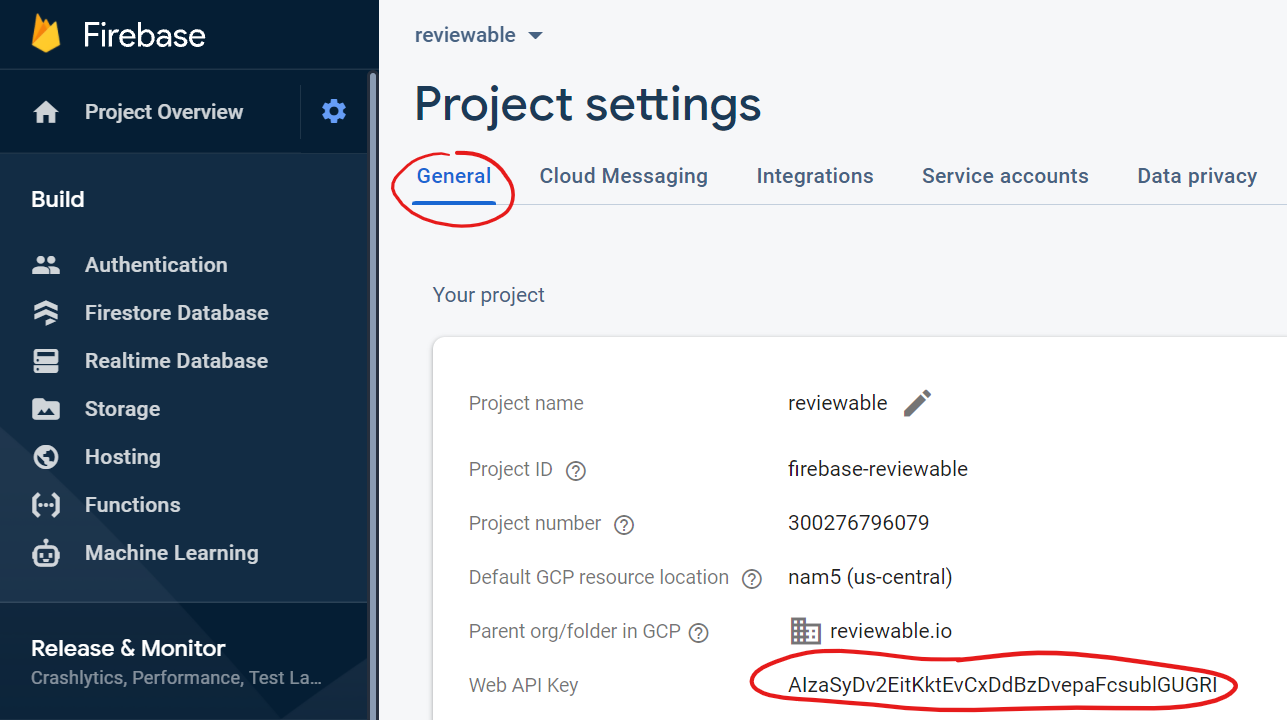 Firebase
Project Overview
Build
Authentication
Firestore Database
Realtime Database
Storage
Hosting
Functions
Machine Learning
Release & Monitor
Crashlytics, Performance, Test La...
reviewable
Project settings
General Cloud Messaging Integrations Service accounts Data privacy
Your project
Project name reviewable
Project ID ? firebase-reviewable
Project number ? 300276796079
Default GCP resource location ? nam5 (us-central)
Parent org/folder in GCP ? reviewable.io
Web API Key AIzaSyDv2EitKktEvCxDdBzDvepaFcsublGUGRI